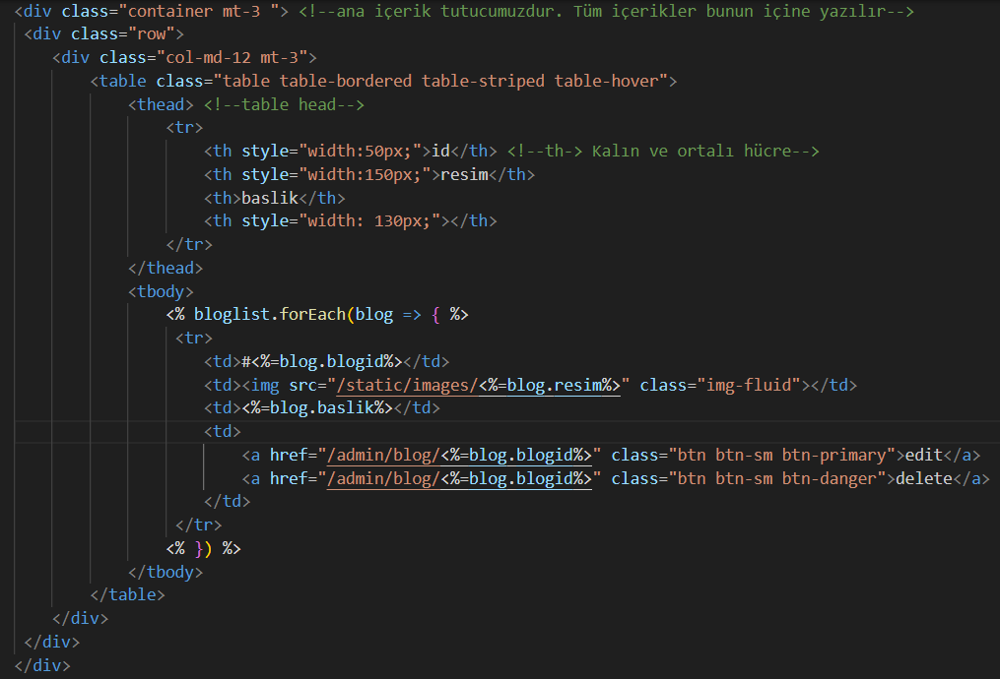 <div class="container mt-3 "> <!--ana içerik tutucumuzdur. Tüm içerikler bunun içine yazılır-->
<div class="row">
<div class="col-md-12 mt-3">
<table class="table table-bordered table-striped table-hover">
<thead> <!--table head-->
<tr>
<th style="width:50px;">id</th> <!--th-> Kalın ve ortalı hücre-->
<th style="width:150px;">resim</th>
<th>baslik</th>
<th style="width: 130px;"></th>
</tr>
</thead>
<tbody>
<% bloglist.forEach(blog => { %>
<tr>
<td>#<%=blog.blogid%></td>
<td><img src="/static/images/<%=blog.resim%>" class="img-fluid"></td>
<td><%=blog.baslik%></td>
<td>
<a href="/admin/blog/<%=blog.blogid%>" class="btn btn-sm btn-primary">edit</a>
<a href="/admin/blog/<%=blog.blogid%>" class="btn btn-sm btn-danger">delete</a>
</td>
</tr>
<% }) %>
</tbody>
</table>
</div>
</div>
</div>